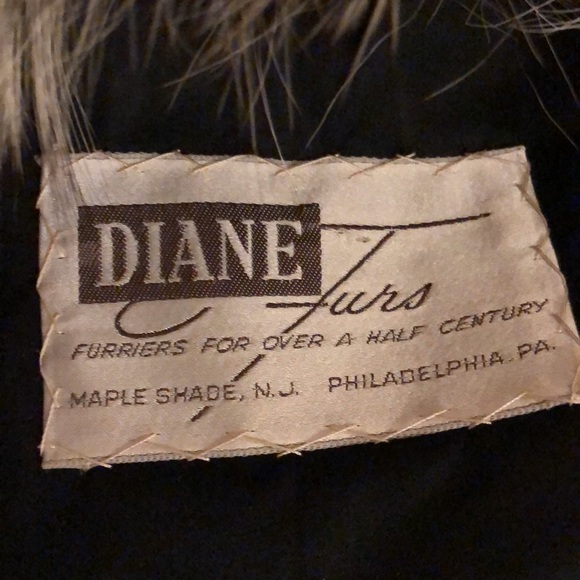 DIANE Furs
FURRIERS FOR OVER A HALF CENTURY
MAPLE SHADE, N.J. PHILADELPHIA. PA.